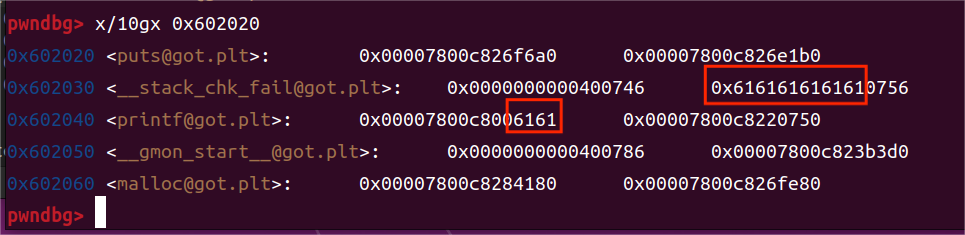 pwndbg> x/10gx 0x602020
0x602020 <puts@got.plt>: 0x00007800c826f6a0 0x00007800c826e1b0
0x602030 <__stack_chk_fail@got.plt>: 0x0000000000400746 0x6161616161610756
0x602040 <printf@got.plt>: 0x00007800c8006161 0x00007800c8220750
0x602050 <__gmon_start__@got.plt>: 0x0000000000400786 0x00007800c823b3d0
0x602060 <malloc@got.plt>: 0x00007800c8284180 0x00007800c826fe80
pwndbg>